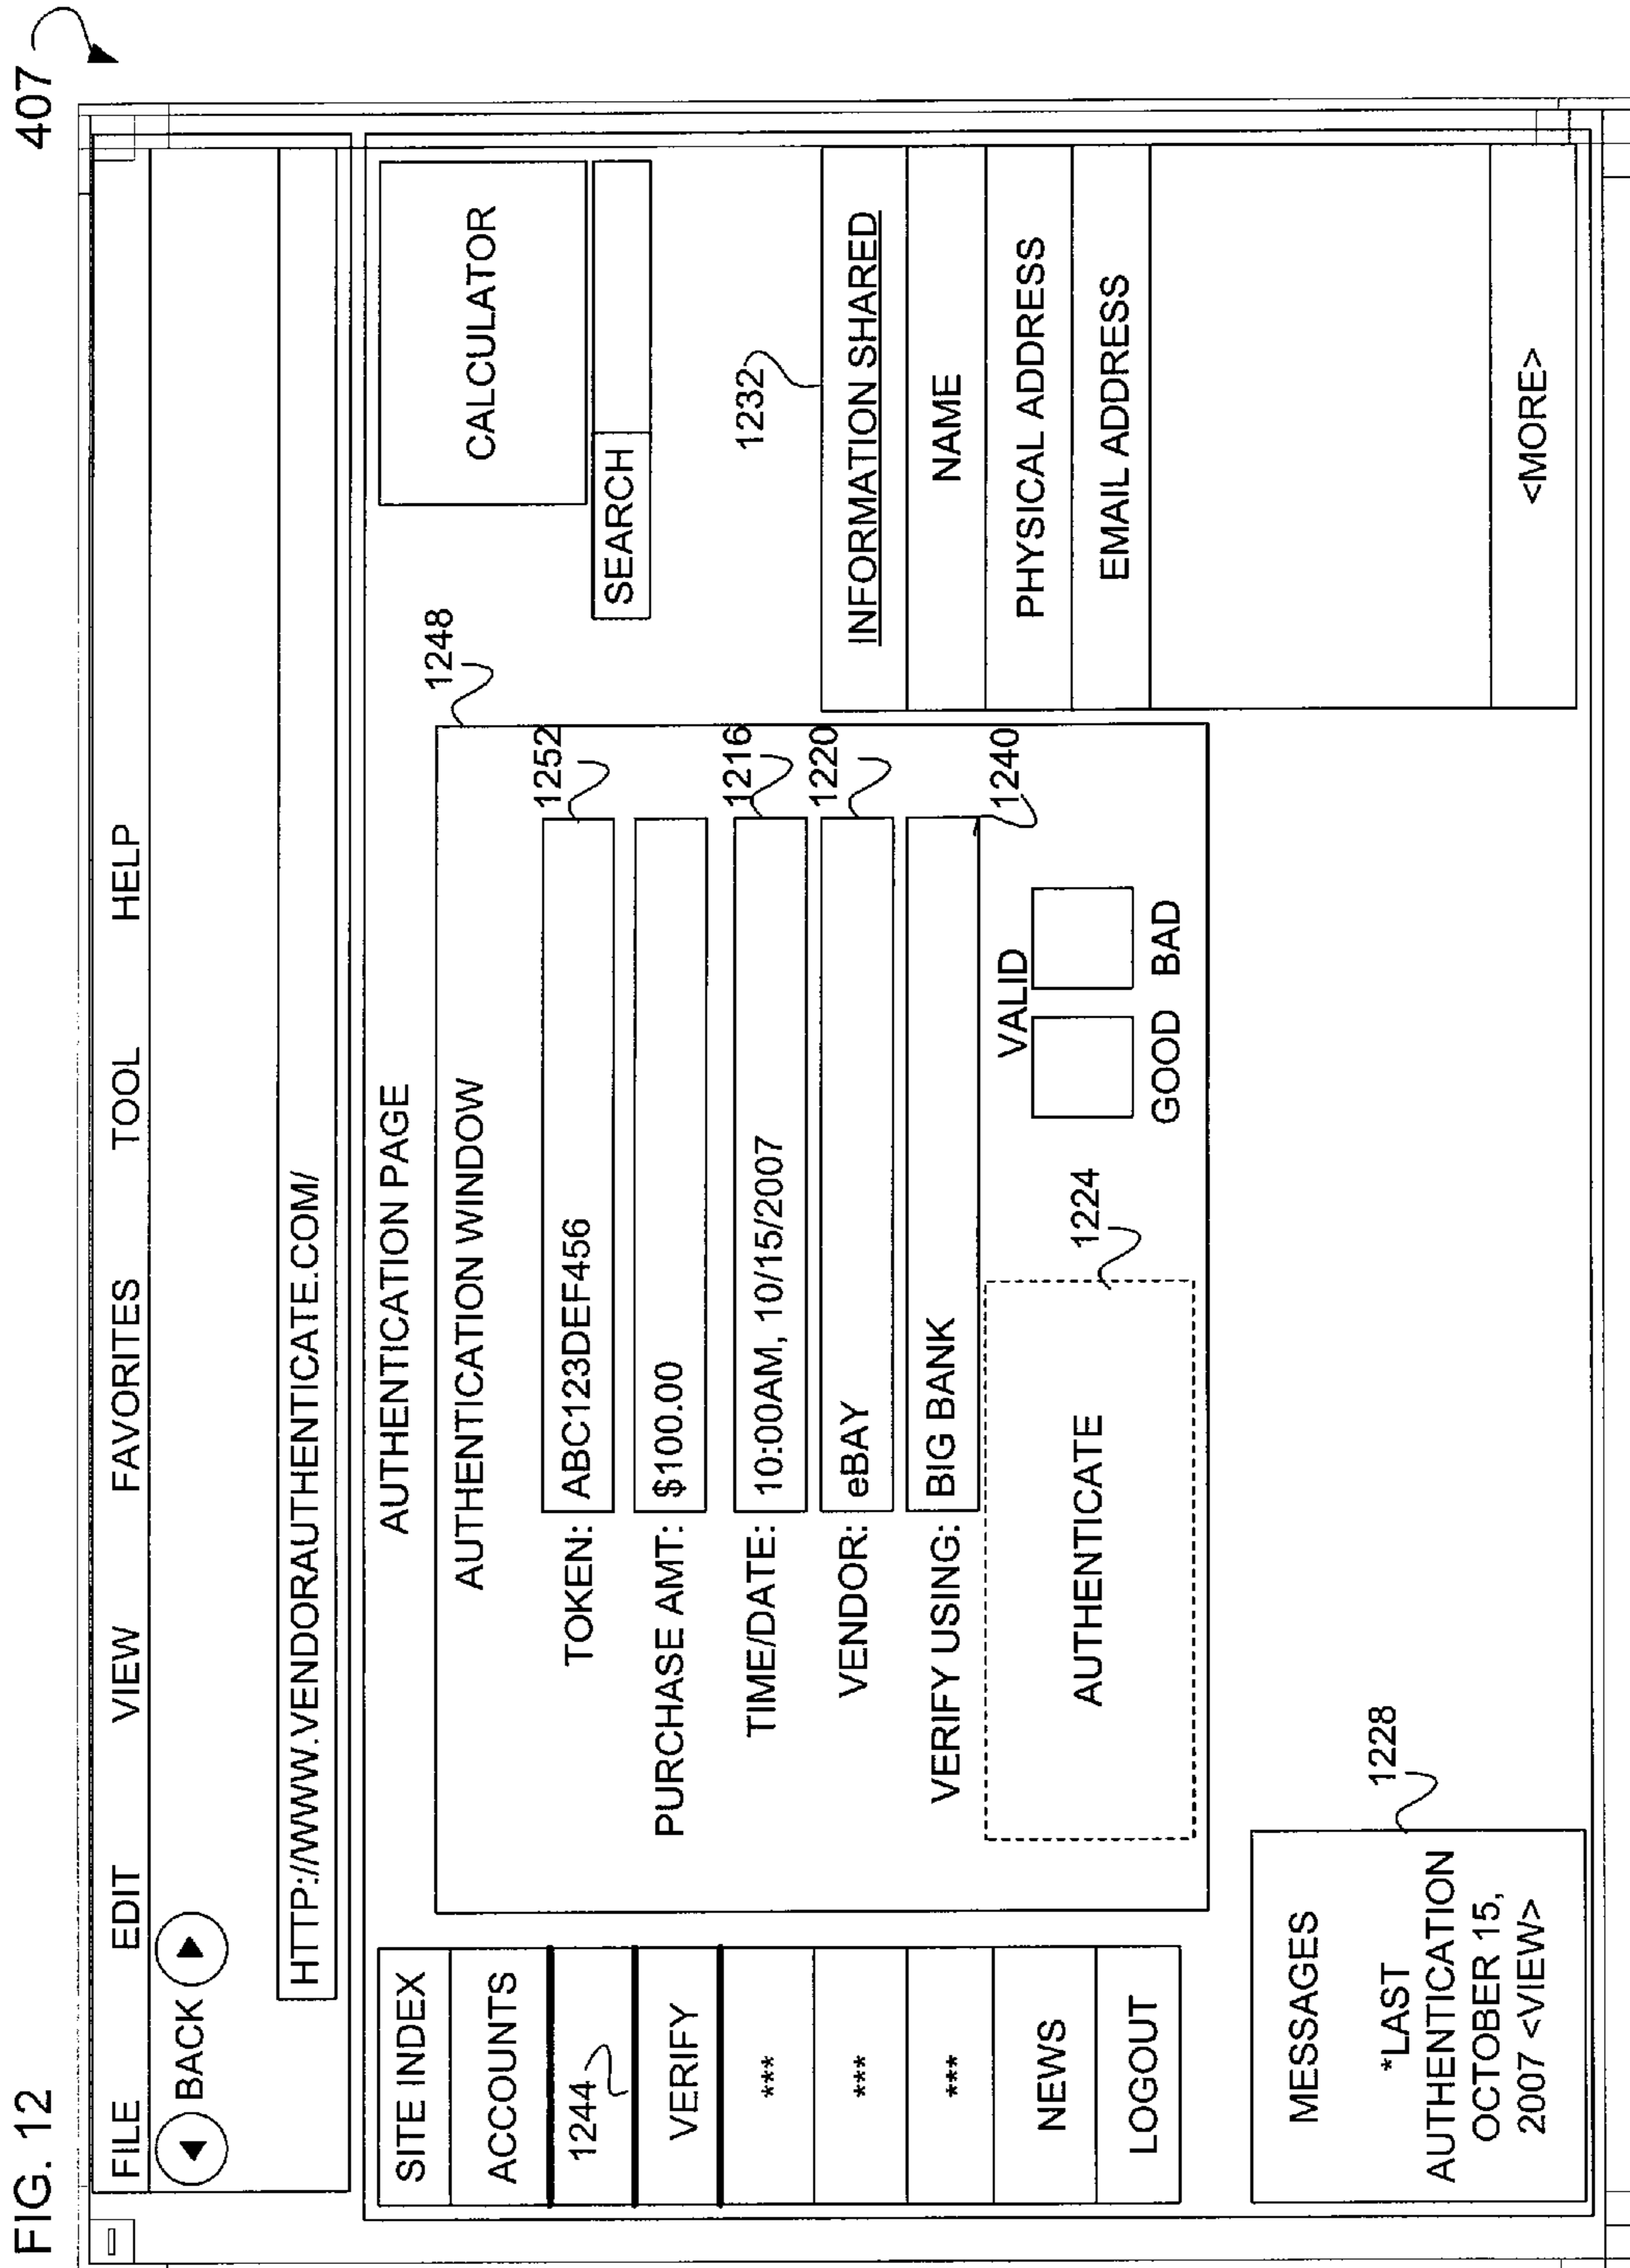 FIG. 12
407
FILE EDIT VIEW FAVORITES TOOL HELP
BACK
HTTP://WWW.VENDORAUTHENTICATE.COM/
AUTHENTICATION PAGE
SITE INDEX
ACCOUNTS
1244
VERIFY
***
***
***
NEWS
LOGOUT
1248
AUTHENTICATION WINDOW
TOKEN: ABC123DEF456
1252
PURCHASE AMT: $100.00
TIME/DATE: 10:00AM, 10/15/2007
1216
VENDOR: eBAY
1220
VERIFY USING: BIG BANK
1240
AUTHENTICATE
1224
VALID
GOOD BAD
CALCULATOR
SEARCH
1232
INFORMATION SHARED
NAME
PHYSICAL ADDRESS
EMAIL ADDRESS
<MORE>
1228
MESSAGES
*LAST
AUTHENTICATION
OCTOBER 15,
2007 <VIEW>